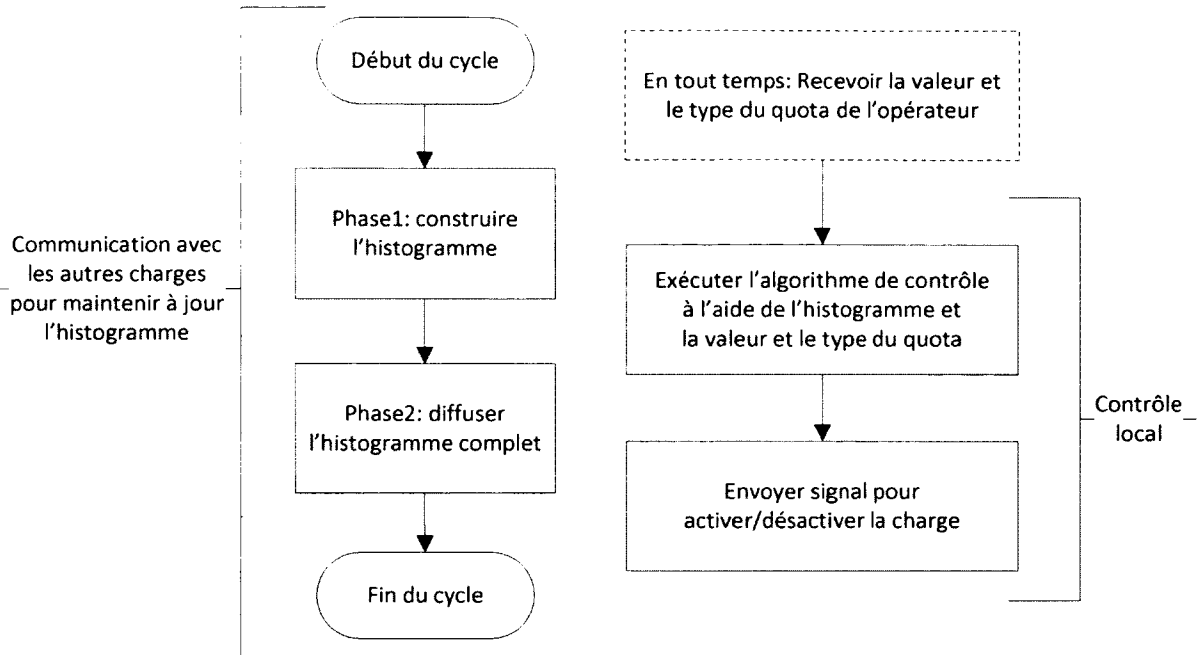 Communication avec
les autres charges
pour maintenir à jour
l'histogramme
Début du cycle
Phase1: construire
l'histogramme
Phase2: diffuser
l'histogramme complet
Fin du cycle
En tout temps: Recevoir la valeur et
le type du quota de l'opérateur
Exécuter l'algorithme de contrôle
à l'aide de l'histogramme et
la valeur et le type du quota
Envoyer signal pour
activer/désactiver la charge
Contrôle
local